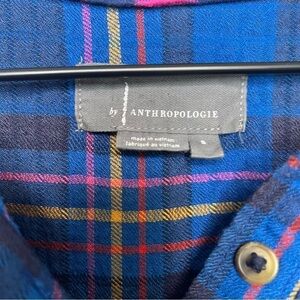 by ANTHROPOLOGIE
made in vietnam
fabriqué au vietnam
S